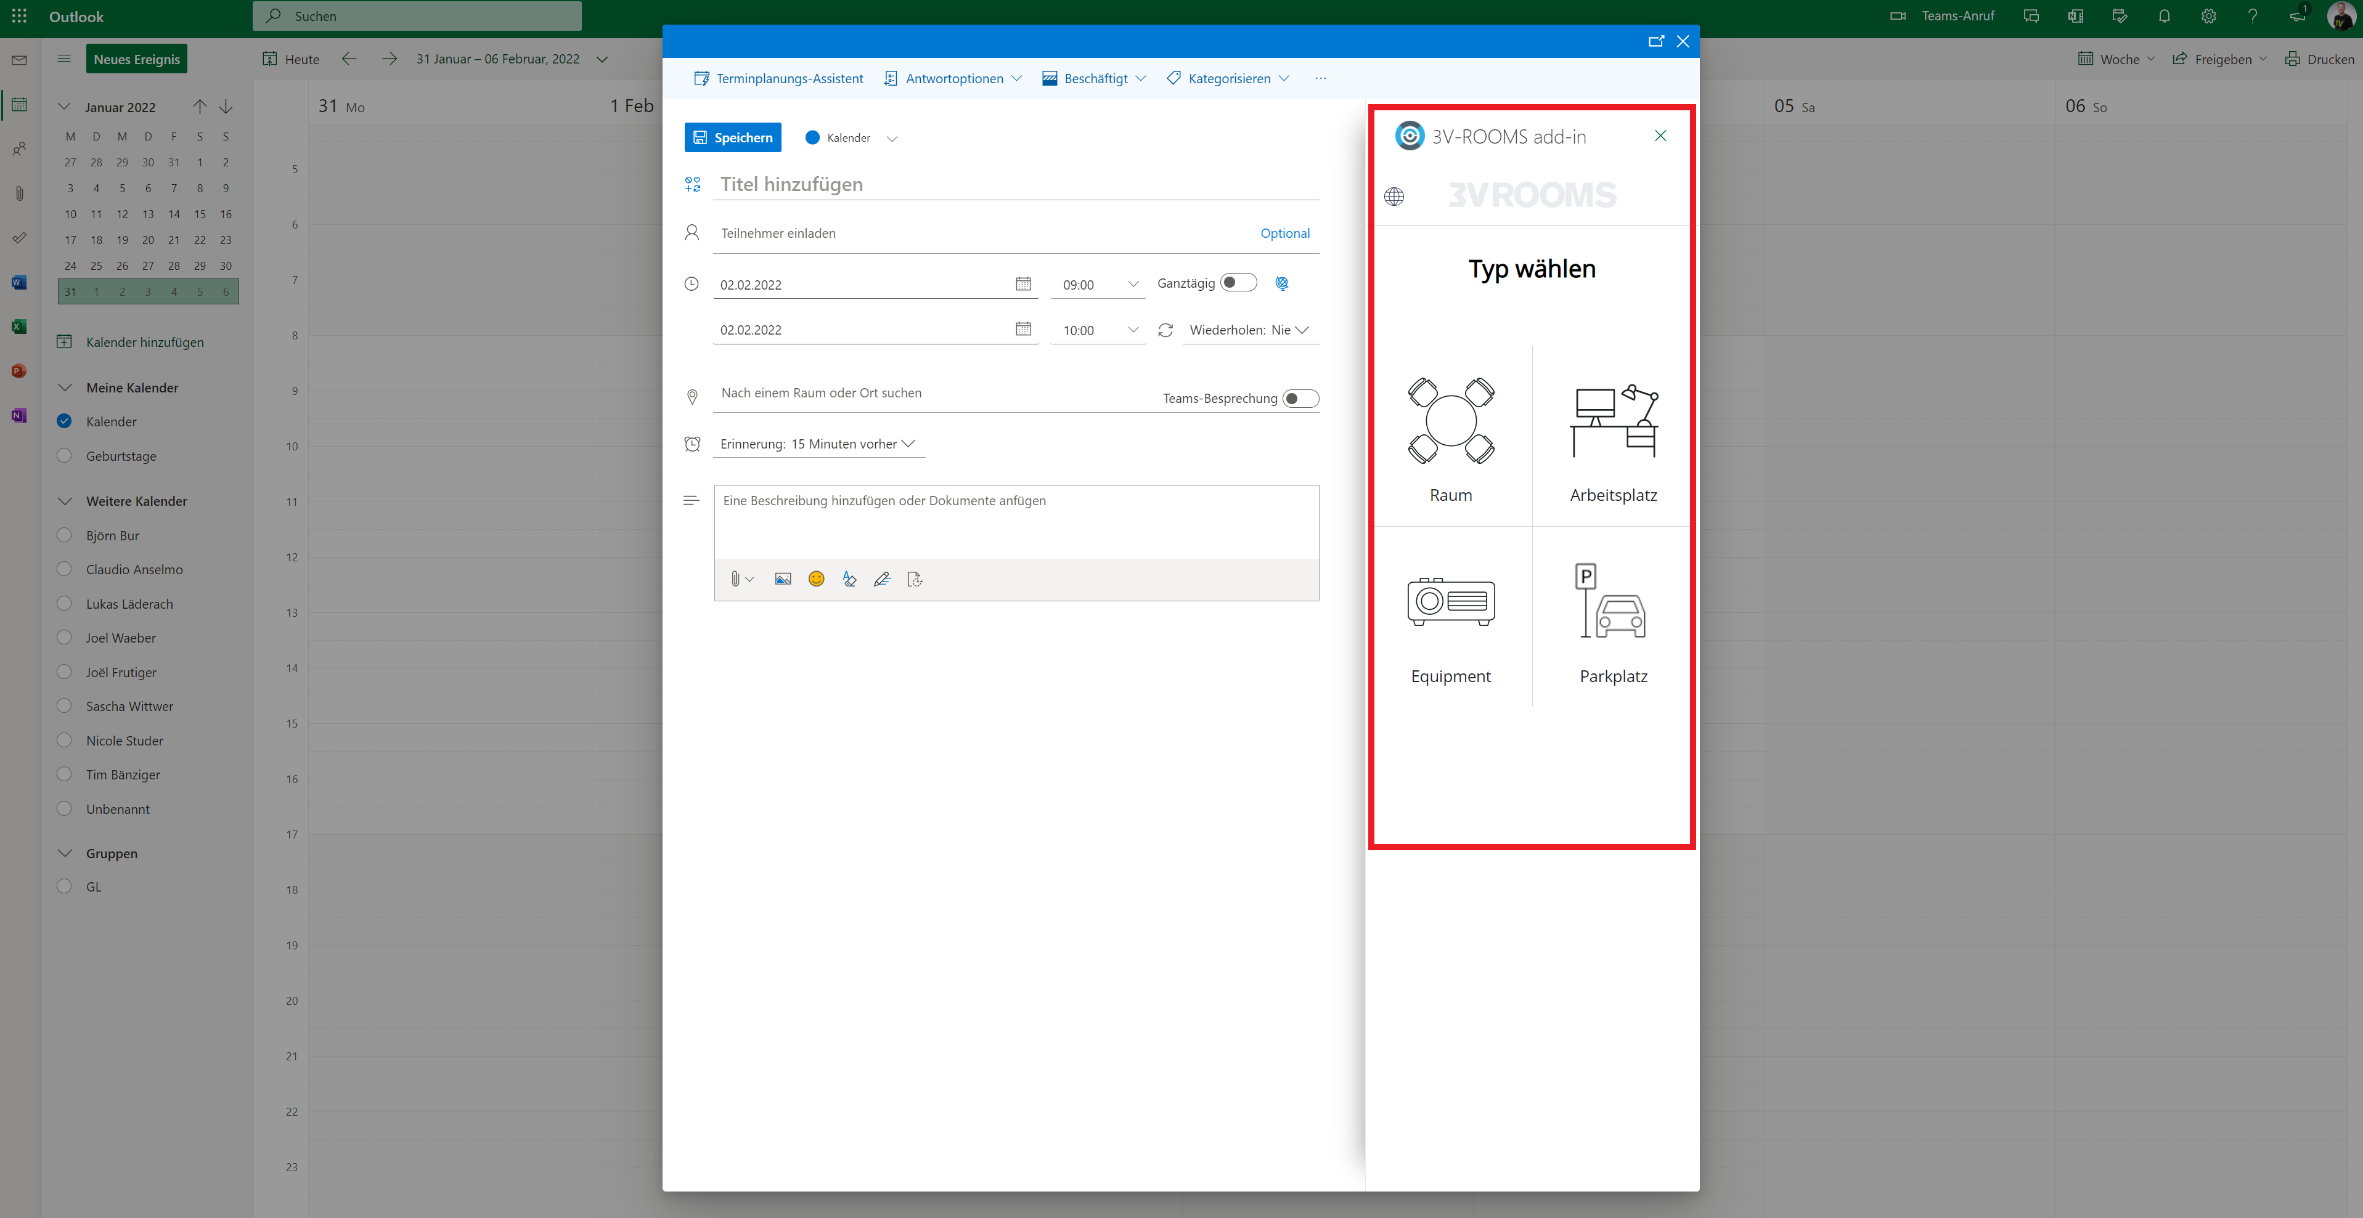 Outlook
Suchen
Teams-Anruf
1
Neues Ereignis
Heute
31 Januar – 06 Februar, 2022
Woche
Freigeben
Drucken
Januar 2022
M D M D F S S
27 28 29 30 31 1 2
3 4 5 6 7 8 9
10 11 12 13 14 15 16
17 18 19 20 21 22 23
24 25 26 27 28 29 30
31 1 2 3 4 5 6
Kalender hinzufügen
Meine Kalender
Kalender
Geburtstage
Weitere Kalender
Björn Bur
Claudio Anselmo
Lukas Läderach
Joel Waeber
Joël Frutiger
Sascha Wittwer
Nicole Studer
Tim Bänziger
Unbenannt
Gruppen
GL
31 Mo
1 Feb
05 Sa
06 So
5
6
7
8
9
10
11
12
13
14
15
16
17
18
19
20
21
22
23
Terminplanungs-Assistent
Antwortoptionen
Beschäftigt
Kategorisieren
...
Speichern
Kalender
Titel hinzufügen
Teilnehmer einladen
Optional
02.02.2022
09:00
Ganztägig
02.02.2022
10:00
Wiederholen: Nie
Nach einem Raum oder Ort suchen
Teams-Besprechung
Erinnerung: 15 Minuten vorher
Eine Beschreibung hinzufügen oder Dokumente anfügen
3V-ROOMS add-in
3VROOMS
Typ wählen
Raum
Arbeitsplatz
P
Equipment
Parkplatz